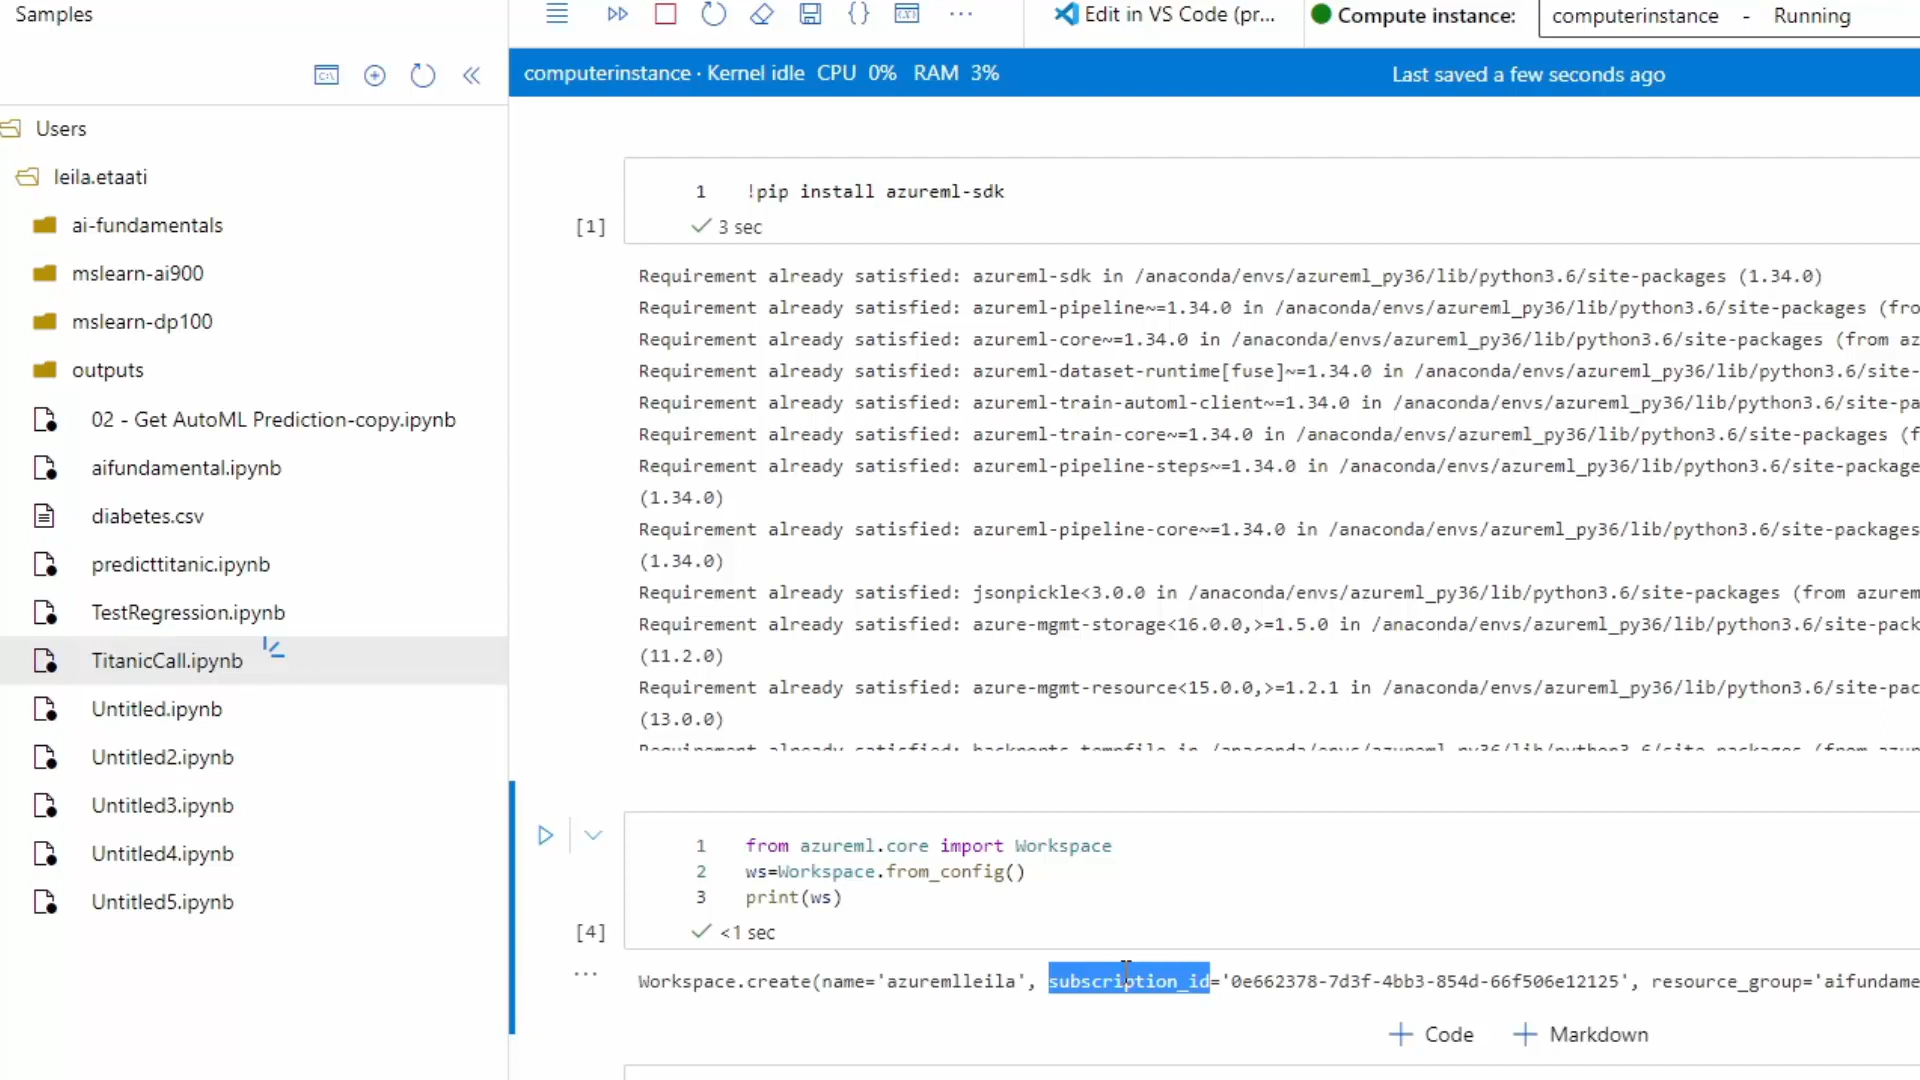 Samples
Edit in VS Code (pr...
Compute instance:
computerinstance - Running
computerinstance · Kernel idle CPU 0% RAM 3%
Last saved a few seconds ago
Users
leila.etaati
ai-fundamentals
mslearn-ai900
mslearn-dp100
outputs
02 - Get AutoML Prediction-copy.ipynb
aifundamental.ipynb
diabetes.csv
predicttitanic.ipynb
TestRegression.ipynb
TitanicCall.ipynb
Untitled.ipynb
Untitled2.ipynb
Untitled3.ipynb
Untitled4.ipynb
Untitled5.ipynb
1 !pip install azureml-sdk
[1]
3 sec
Requirement already satisfied: azureml-sdk in /anaconda/envs/azureml_py36/lib/python3.6/site-packages (1.34.0)
Requirement already satisfied: azureml-pipeline~=1.34.0 in /anaconda/envs/azureml_py36/lib/python3.6/site-packages (fro
Requirement already satisfied: azureml-core~=1.34.0 in /anaconda/envs/azureml_py36/lib/python3.6/site-packages (from az
Requirement already satisfied: azureml-dataset-runtime[fuse]~=1.34.0 in /anaconda/envs/azureml_py36/lib/python3.6/site-
Requirement already satisfied: azureml-train-automl-client~=1.34.0 in /anaconda/envs/azureml_py36/lib/python3.6/site-pa
Requirement already satisfied: azureml-train-core~=1.34.0 in /anaconda/envs/azureml_py36/lib/python3.6/site-packages (f
Requirement already satisfied: azureml-pipeline-steps~=1.34.0 in /anaconda/envs/azureml_py36/lib/python3.6/site-package
(1.34.0)
Requirement already satisfied: azureml-pipeline-core~=1.34.0 in /anaconda/envs/azureml_py36/lib/python3.6/site-packages
(1.34.0)
Requirement already satisfied: jsonpickle<3.0.0 in /anaconda/envs/azureml_py36/lib/python3.6/site-packages (from azurem
Requirement already satisfied: azure-mgmt-storage<16.0.0,>=1.5.0 in /anaconda/envs/azureml_py36/lib/python3.6/site-pack
(11.2.0)
Requirement already satisfied: azure-mgmt-resource<15.0.0,>=1.2.1 in /anaconda/envs/azureml_py36/lib/python3.6/site-pac
(13.0.0)
1 from azureml.core import Workspace
2 ws=Workspace.from_config()
3 print(ws)
[4]
<1 sec
Workspace.create(name='azuremlleila', subscription_id='0e662378-7d3f-4bb3-854d-66f506e12125', resource_group='aifundame
Code
Markdown